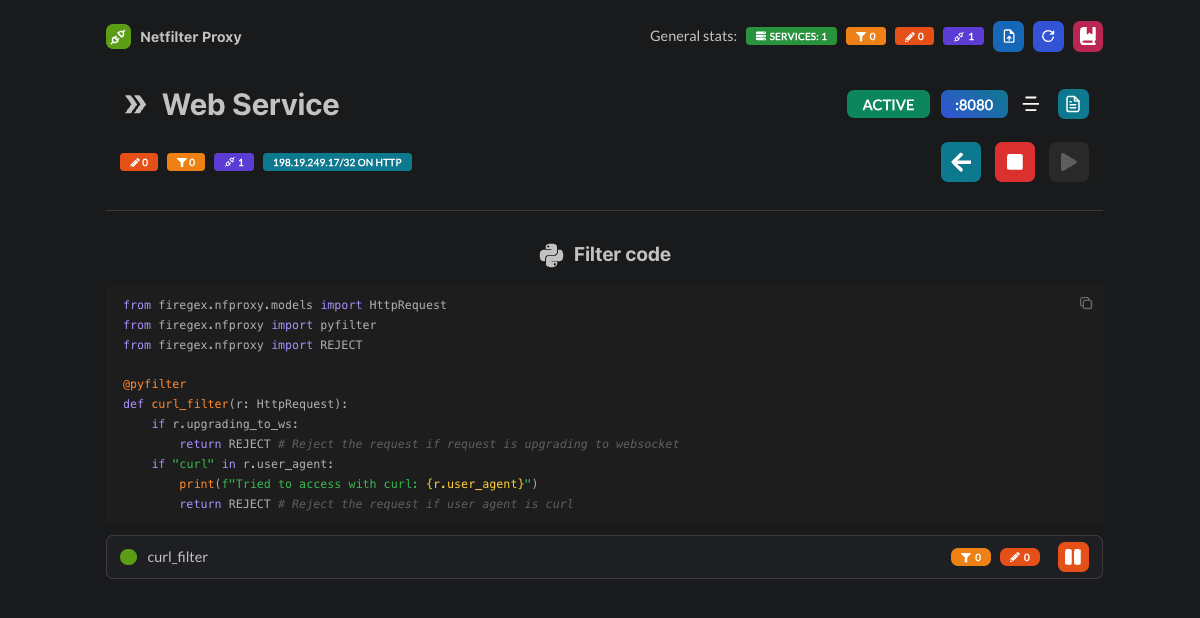 Netfilter Proxy
General stats: SERVICES: 1 0 0 1
Web Service
ACTIVE :8080
0 0 1 198.19.249.17/32 ON HTTP
Filter code
from firegex.nfproxy.models import HttpRequest
from firegex.nfproxy import pyfilter
from firegex.nfproxy import REJECT
@pyfilter
def curl_filter(r: HttpRequest):
    if r.upgrading_to_ws:
        return REJECT # Reject the request if request is upgrading to websocket
    if "curl" in r.user_agent:
        print(f"Tried to access with curl: {r.user_agent}")
        return REJECT # Reject the request if user agent is curl
curl_filter 0 0